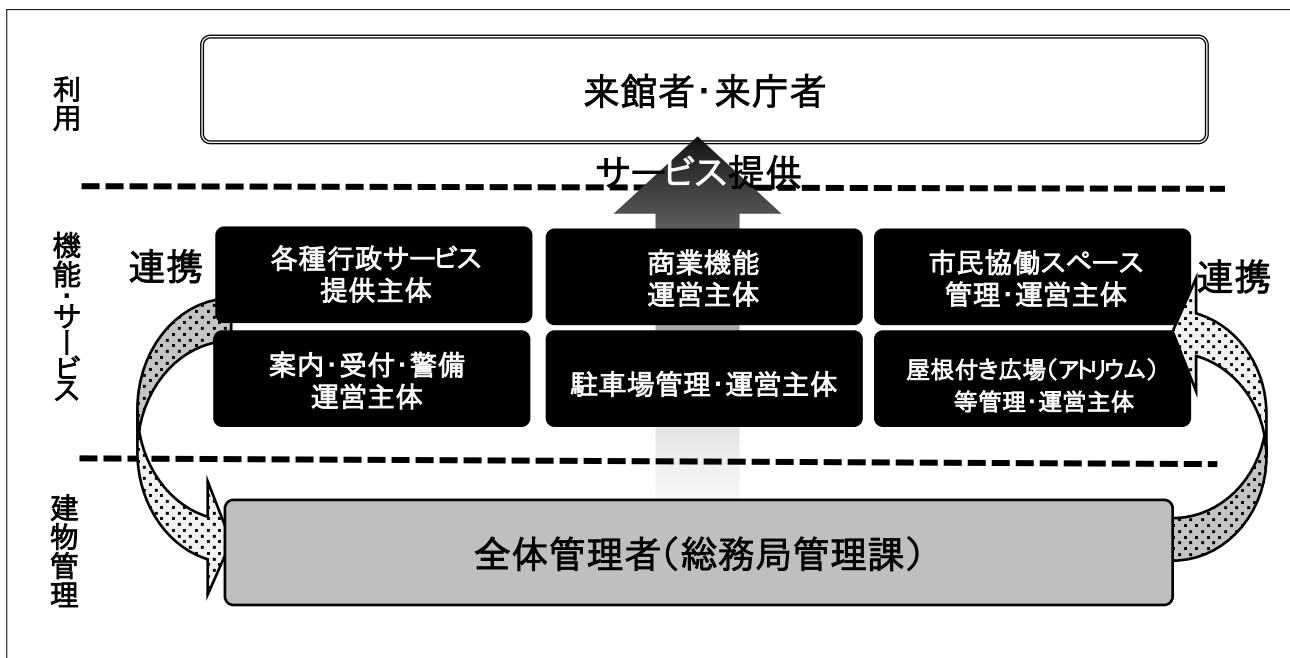 利用
来館者・来庁者
サービス提供
機能・サービス
連携
各種行政サービス
提供主体
商業機能
運営主体
市民協働スペース
管理・運営主体
連携
案内・受付・警備
運営主体
駐車場管理・運営主体
屋根付き広場(アトリウム)
等管理・運営主体
建物管理
全体管理者(総務局管理課)